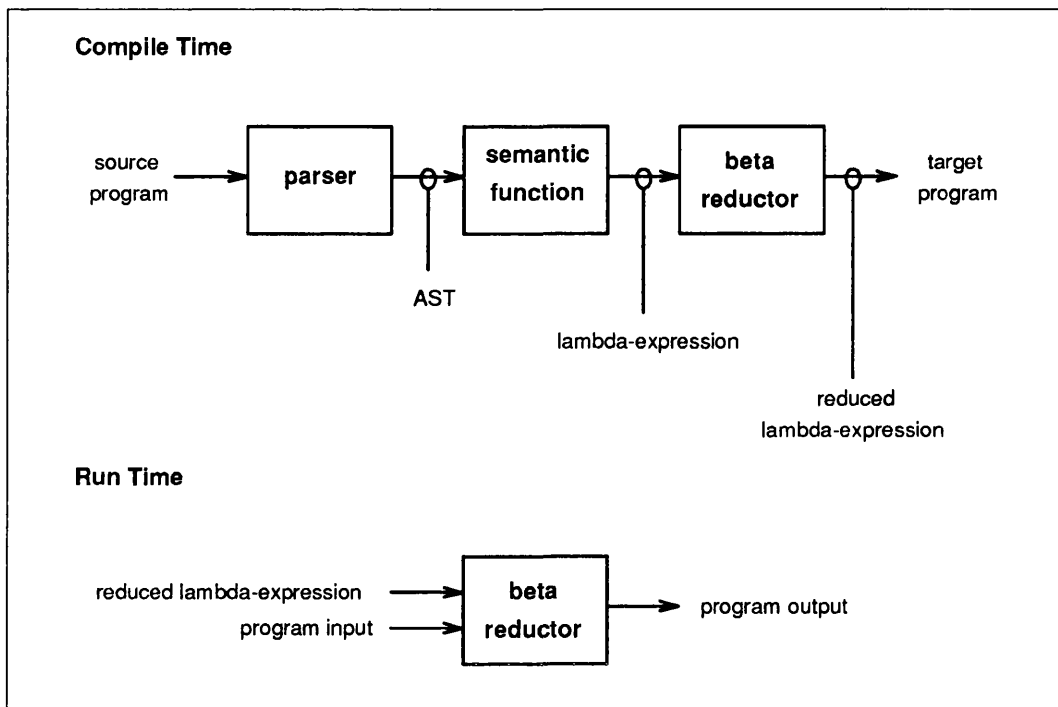 Compile Time
source
program
parser
semantic
function
beta
reductor
target
program
AST
lambda-expression
reduced
lambda-expression
Run Time
reduced lambda-expression
program input
beta
reductor
program output